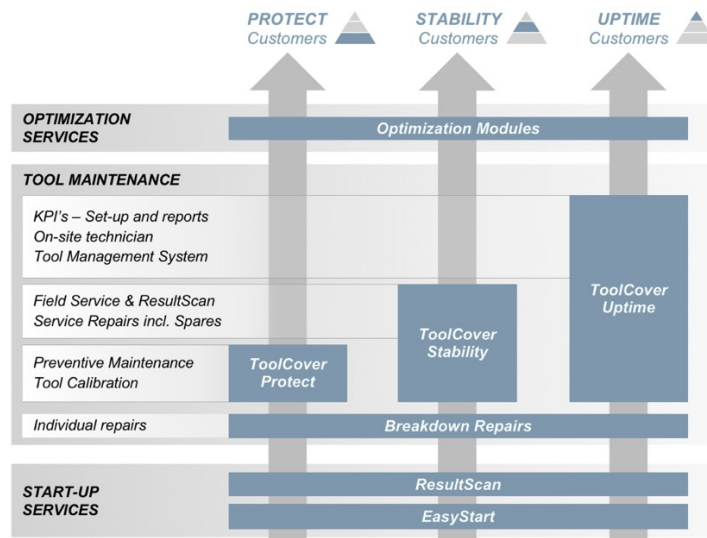 PROTECT
Customers
STABILITY
Customers
UPTIME
Customers
OPTIMIZATION
SERVICES
Optimization Modules
TOOL MAINTENANCE
KPI's – Set-up and reports
On-site technician
Tool Management System
ToolCover
Uptime
Field Service & ResultScan
Service Repairs incl. Spares
ToolCover
Stability
Preventive Maintenance
Tool Calibration
ToolCover
Protect
Individual repairs
Breakdown Repairs
START-UP
SERVICES
ResultScan
EasyStart